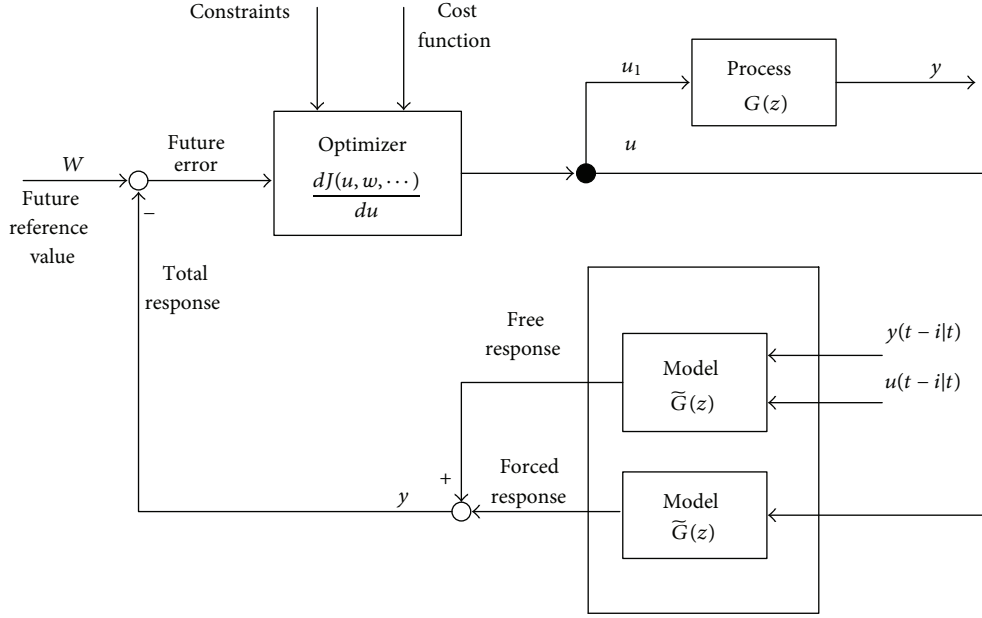 Constraints
Cost
function
u₁
Process
G(z)
y
Future
error
Optimizer
dJ(u, w, ⋯)
du
u
W
Future
reference
value
−
Total
response
Free
response
Model
G̃(z)
y(t − i|t)
u(t − i|t)
+
Forced
response
y
Model
G̃(z)